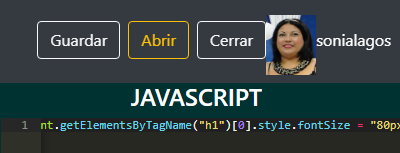 Guardar Abrir Cerrar sonialagos
JAVASCRIPT
1 nt.getElementsByTagName("h1")[0].style.fontSize = "80px